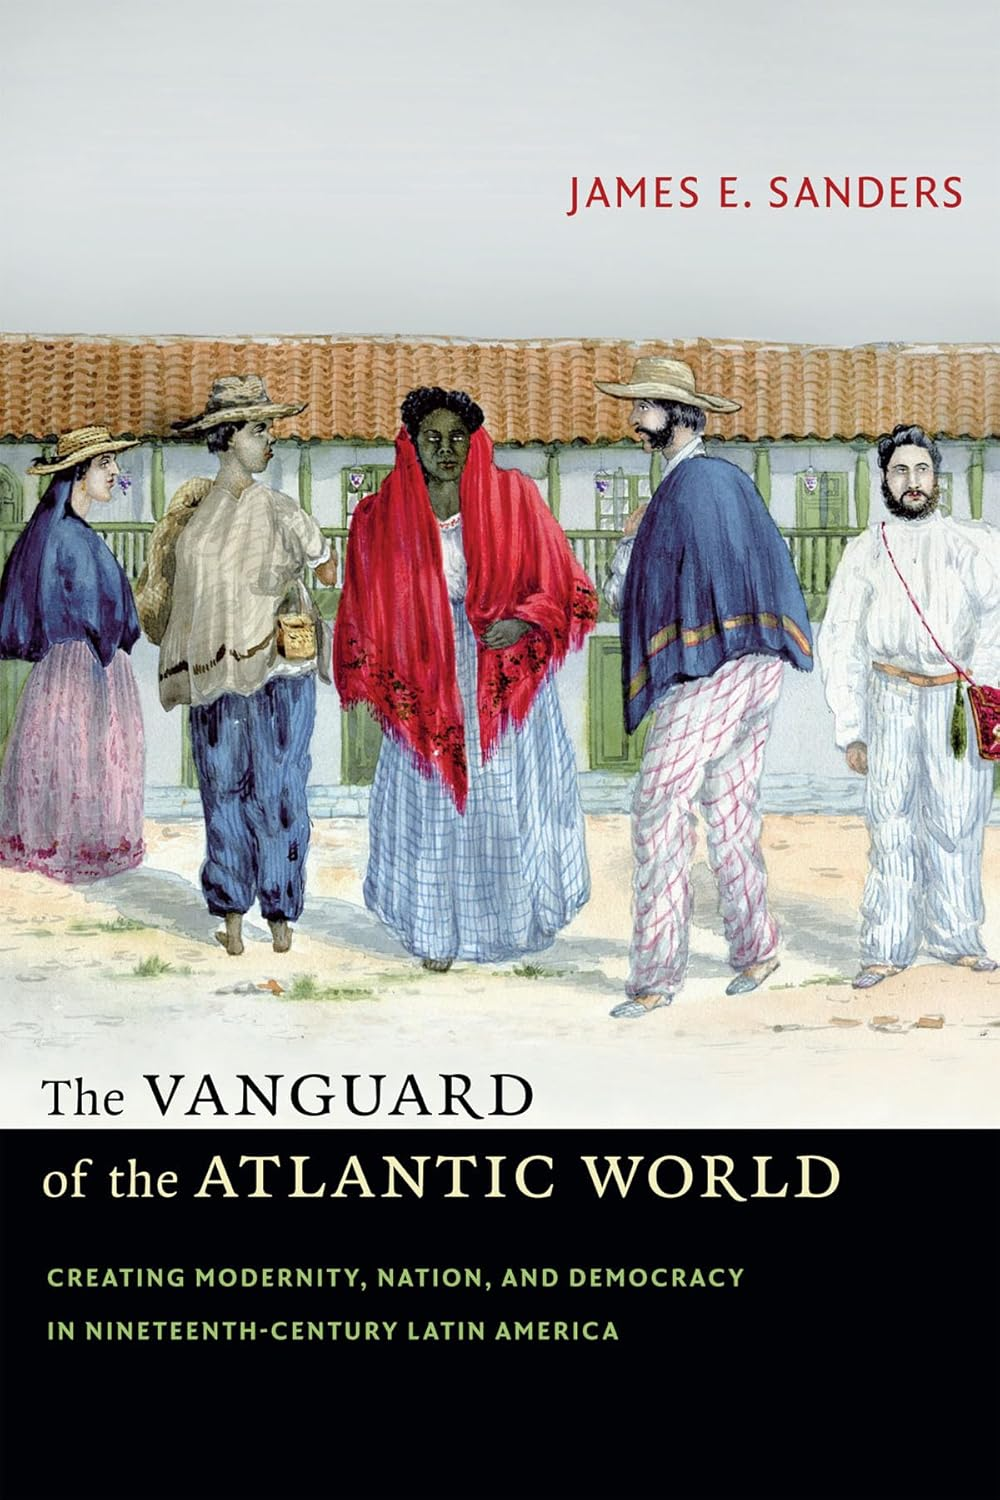 JAMES E. SANDERS
The VANGUARD
of the ATLANTIC WORLD
CREATING MODERNITY, NATION, AND DEMOCRACY
IN NINETEENTH-CENTURY LATIN AMERICA